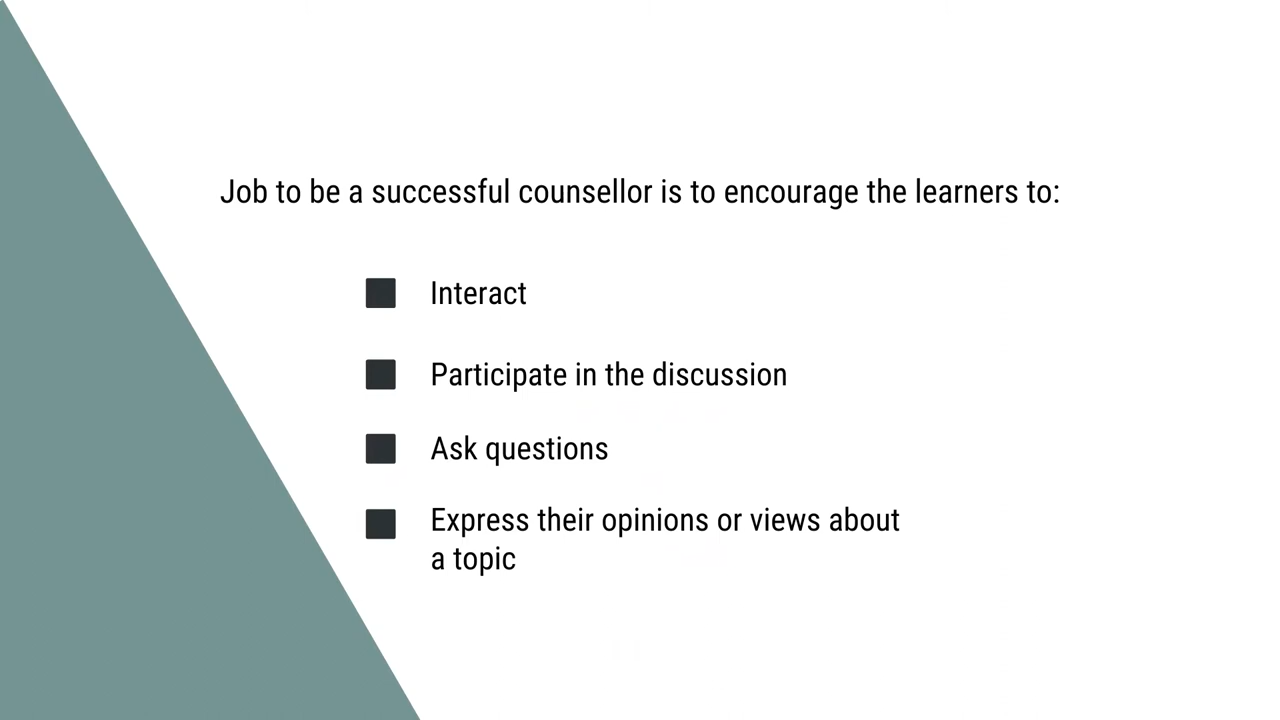 Job to be a successful counsellor is to encourage the learners to:
Interact
Participate in the discussion
Ask questions
Express their opinions or views about
a topic